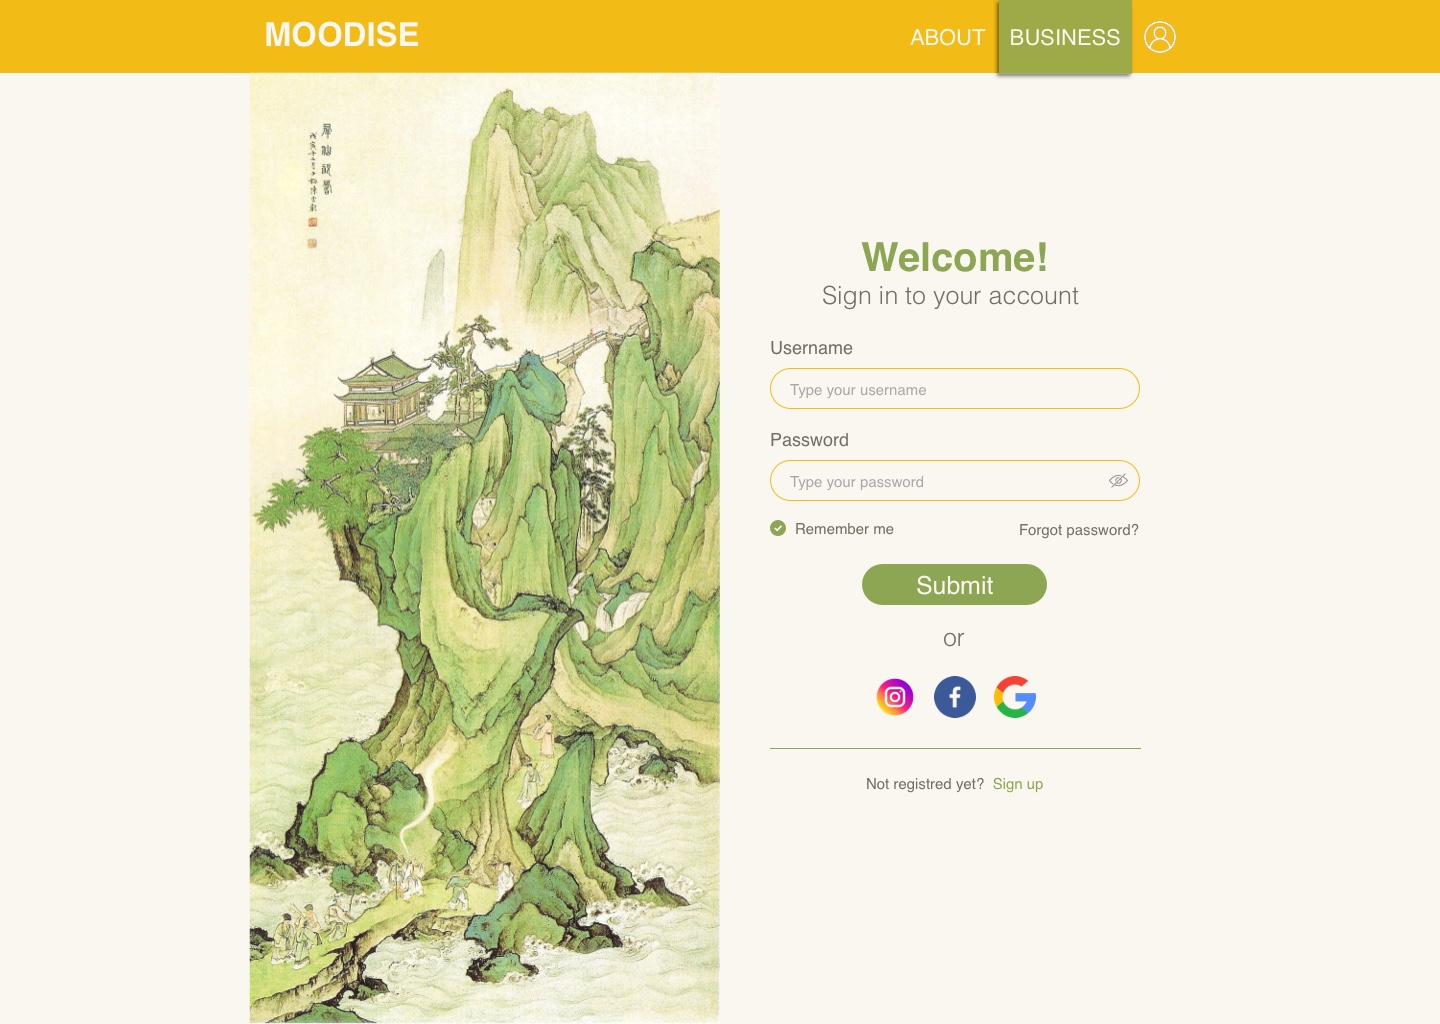 MOODISE
ABOUT
BUSINESS
Welcome!
Sign in to your account
Username
Type your username
Password
Type your password
Remember me
Forgot password?
Submit
or
Not registred yet? Sign up